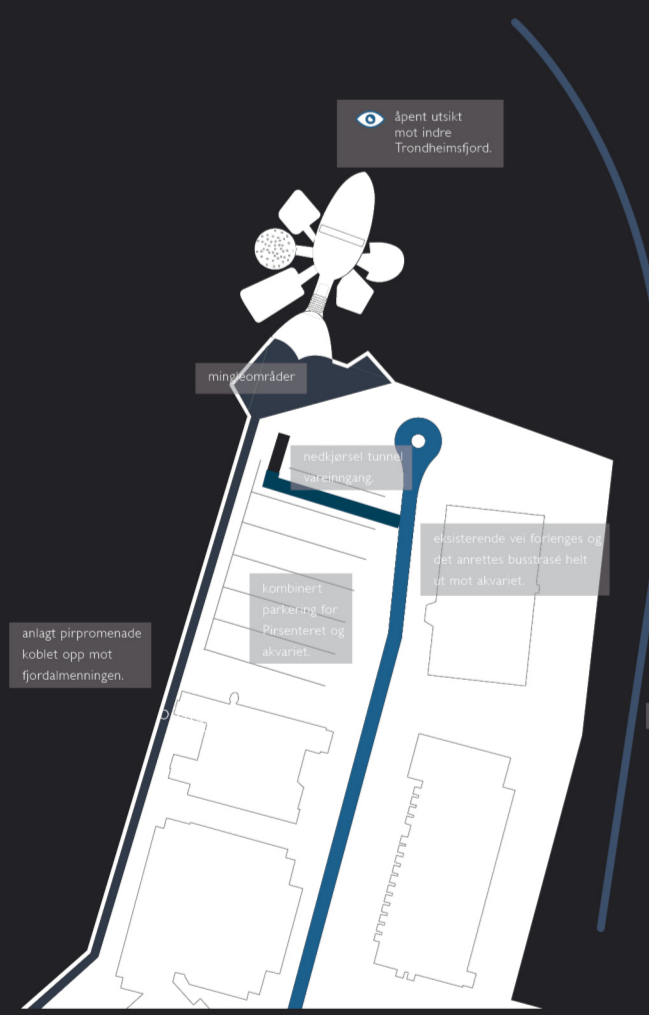 åpent utsikt
mot indre
Trondheimsfjord.
mingleområder
nedkjørsel tunnel
vareinngang.
eksisterende vei forlenges og
det anrettes busstrasé helt
ut mot akvariet.
kombinert
parkering for
Pirsenteret og
akvariet.
anlagt pirpromenade
koblet opp mot
fjordalmenningen.